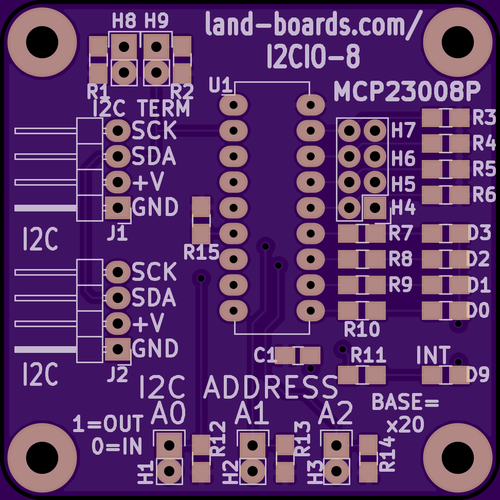 H8 H9
land-boards.com/
I2CIO-8
R1
R2
U1
MCP23008P
I2C TERM
R3
SCK
H7
R4
SDA
H6
R5
+V
H5
R6
GND
H4
J1
I2C
R7
D3
R15
R8
D2
SCK
R9
D1
SDA
D0
+V
R10
GND
C1
R11
INT
J2
I2C
D9
I2C ADDRESS
A0
A1
A2
BASE=
x20
1=OUT
0=IN
H1
R12
H2
R13
H3
R14